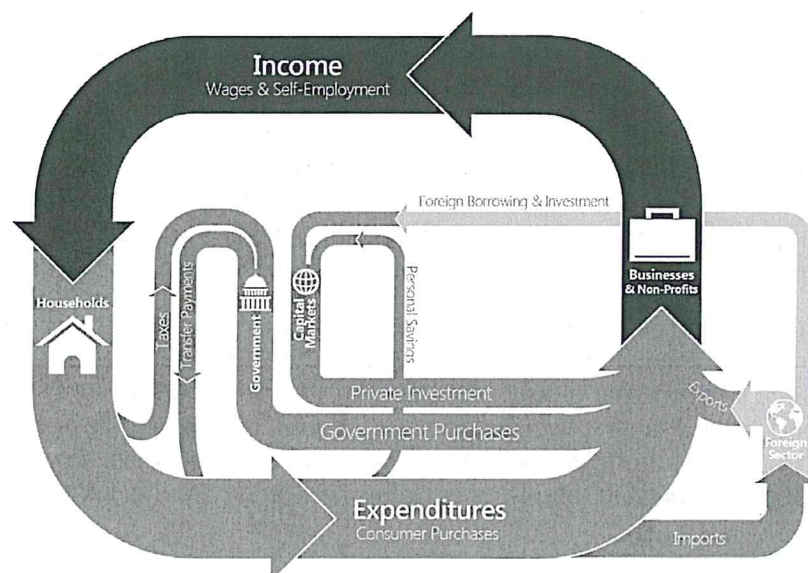 Income
Wages & Self-Employment
Foreign Borrowing & Investment
Households
Taxes
Transfer Payments
Government
Capital
Markets
Personal Savings
Businesses
& Non-Profits
Private Investment
Government Purchases
Exports
Foreign
Sector
Expenditures
Consumer Purchases
Imports